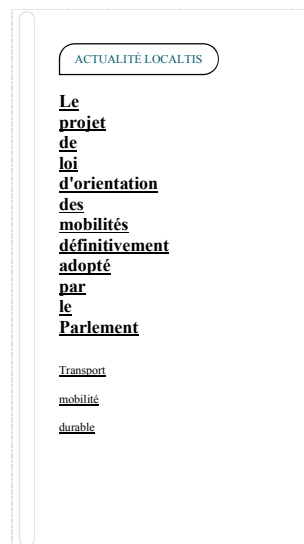 ACTUALITÉ LOCALTIS
Le
projet
de
loi
d'orientation
des
mobilités
définitivement
adopté
par
le
Parlement
Transport
mobilité
durable